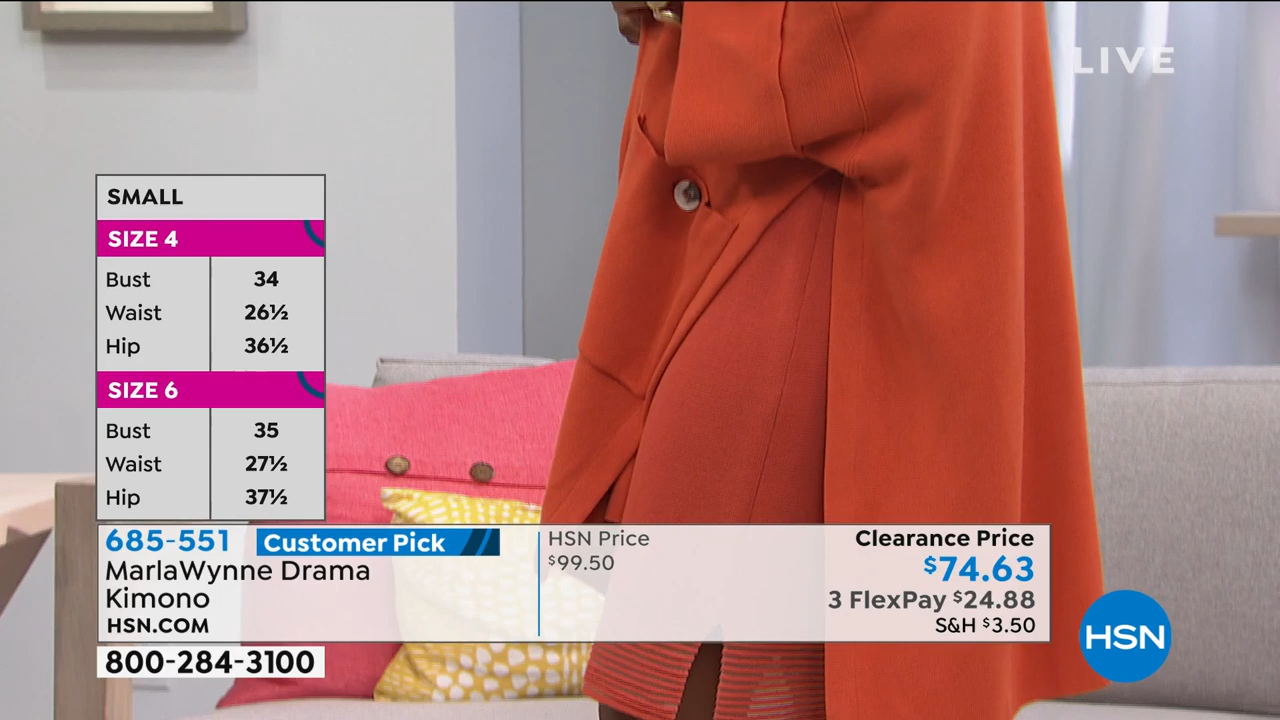 LIVE
SMALL
SIZE 4
Bust 34
Waist 26½
Hip 36½
SIZE 6
Bust 35
Waist 27½
Hip 37½
685-551 Customer Pick
MarlaWynne Drama
Kimono
HSN.COM
800-284-3100
HSN Price
$99.50
Clearance Price
$74.63
3 FlexPay $24.88
S&H $3.50
HSN